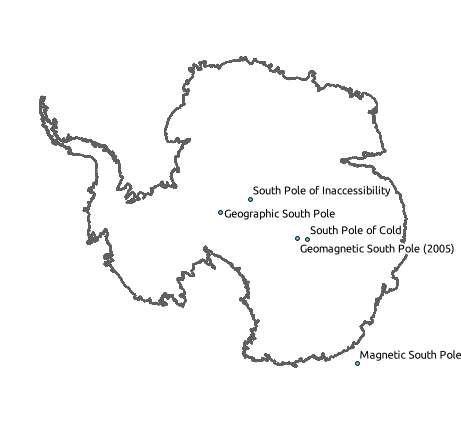 South Pole of Inaccessibility
Geographic South Pole
South Pole of Cold
Geomagnetic South Pole (2005)
Magnetic South Pole